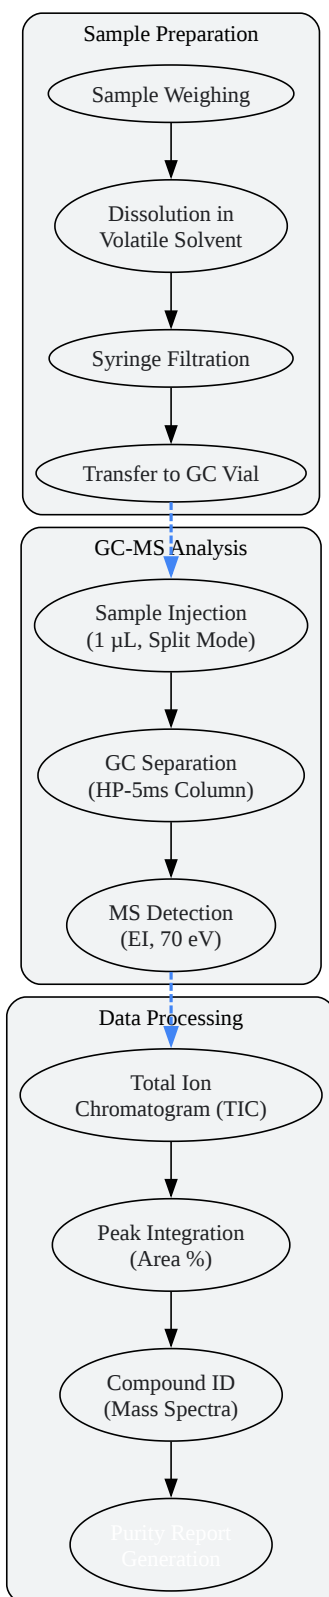 Sample Preparation
Sample Weighing
Dissolution in
Volatile Solvent
Syringe Filtration
Transfer to GC Vial
GC-MS Analysis
Sample Injection
(1 µL, Split Mode)
GC Separation
(HP-5ms Column)
MS Detection
(EI, 70 eV)
Data Processing
Total Ion
Chromatogram (TIC)
Peak Integration
(Area %)
Compound ID
(Mass Spectra)
Purity Report
Generation